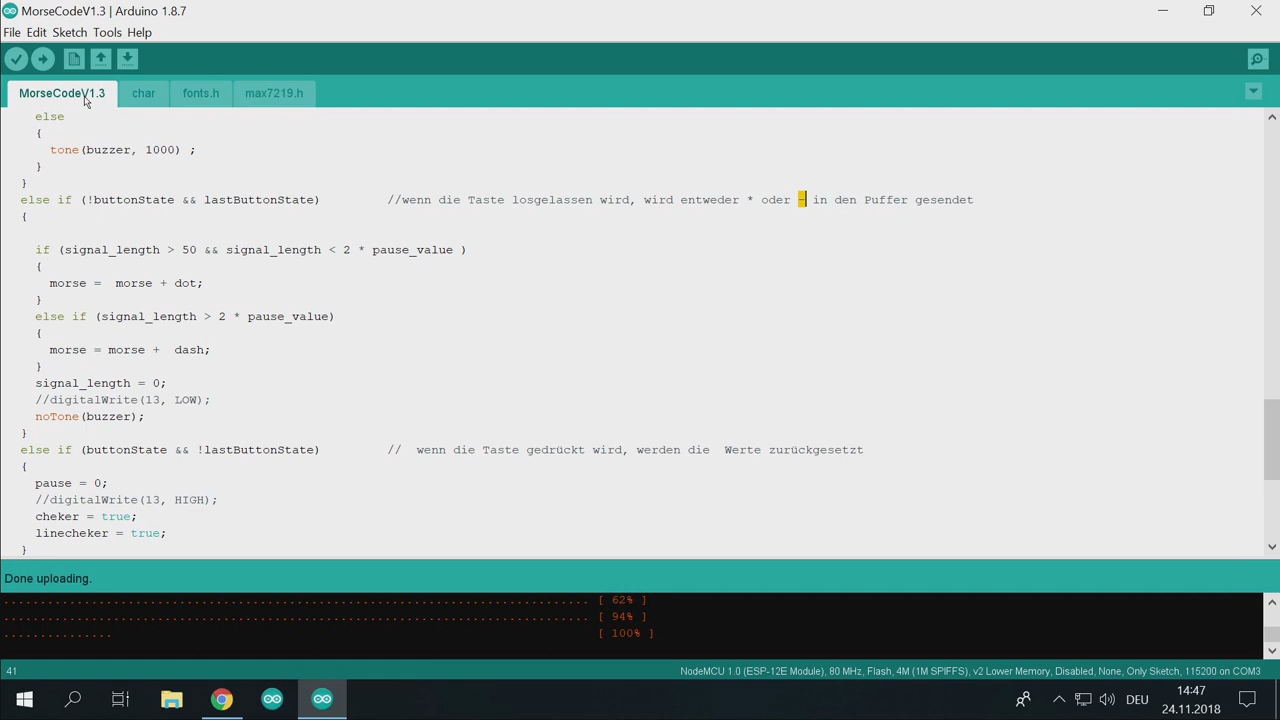 MorseCodeV1.3 | Arduino 1.8.7
File Edit Sketch Tools Help
MorseCodeV1.3 char fonts.h max7219.h
else
{
tone(buzzer, 1000) ;
}
}
else if (!buttonState && lastButtonState) //wenn die Taste losgelassen wird, wird entweder * oder - in den Puffer gesendet
{
if (signal_length > 50 && signal_length < 2 * pause_value )
{
morse =  morse + dot;
}
else if (signal_length > 2 * pause_value)
{
morse = morse +  dash;
}
signal_length = 0;
//digitalWrite(13, LOW);
noTone(buzzer);
}
else if (buttonState && !lastButtonState) //  wenn die Taste gedrückt wird, werden die  Werte zurückgesetzt
{
pause = 0;
//digitalWrite(13, HIGH);
cheker = true;
linecheker = true;
}
Done uploading.
................................................................................ [ 62% ]
................................................................................ [ 94% ]
............... [ 100% ]
41 NodeMCU 1.0 (ESP-12E Module), 80 MHz, Flash, 4M (1M SPIFFS), v2 Lower Memory, Disabled, None, Only Sketch, 115200 on COM3
DEU 14:47
24.11.2018